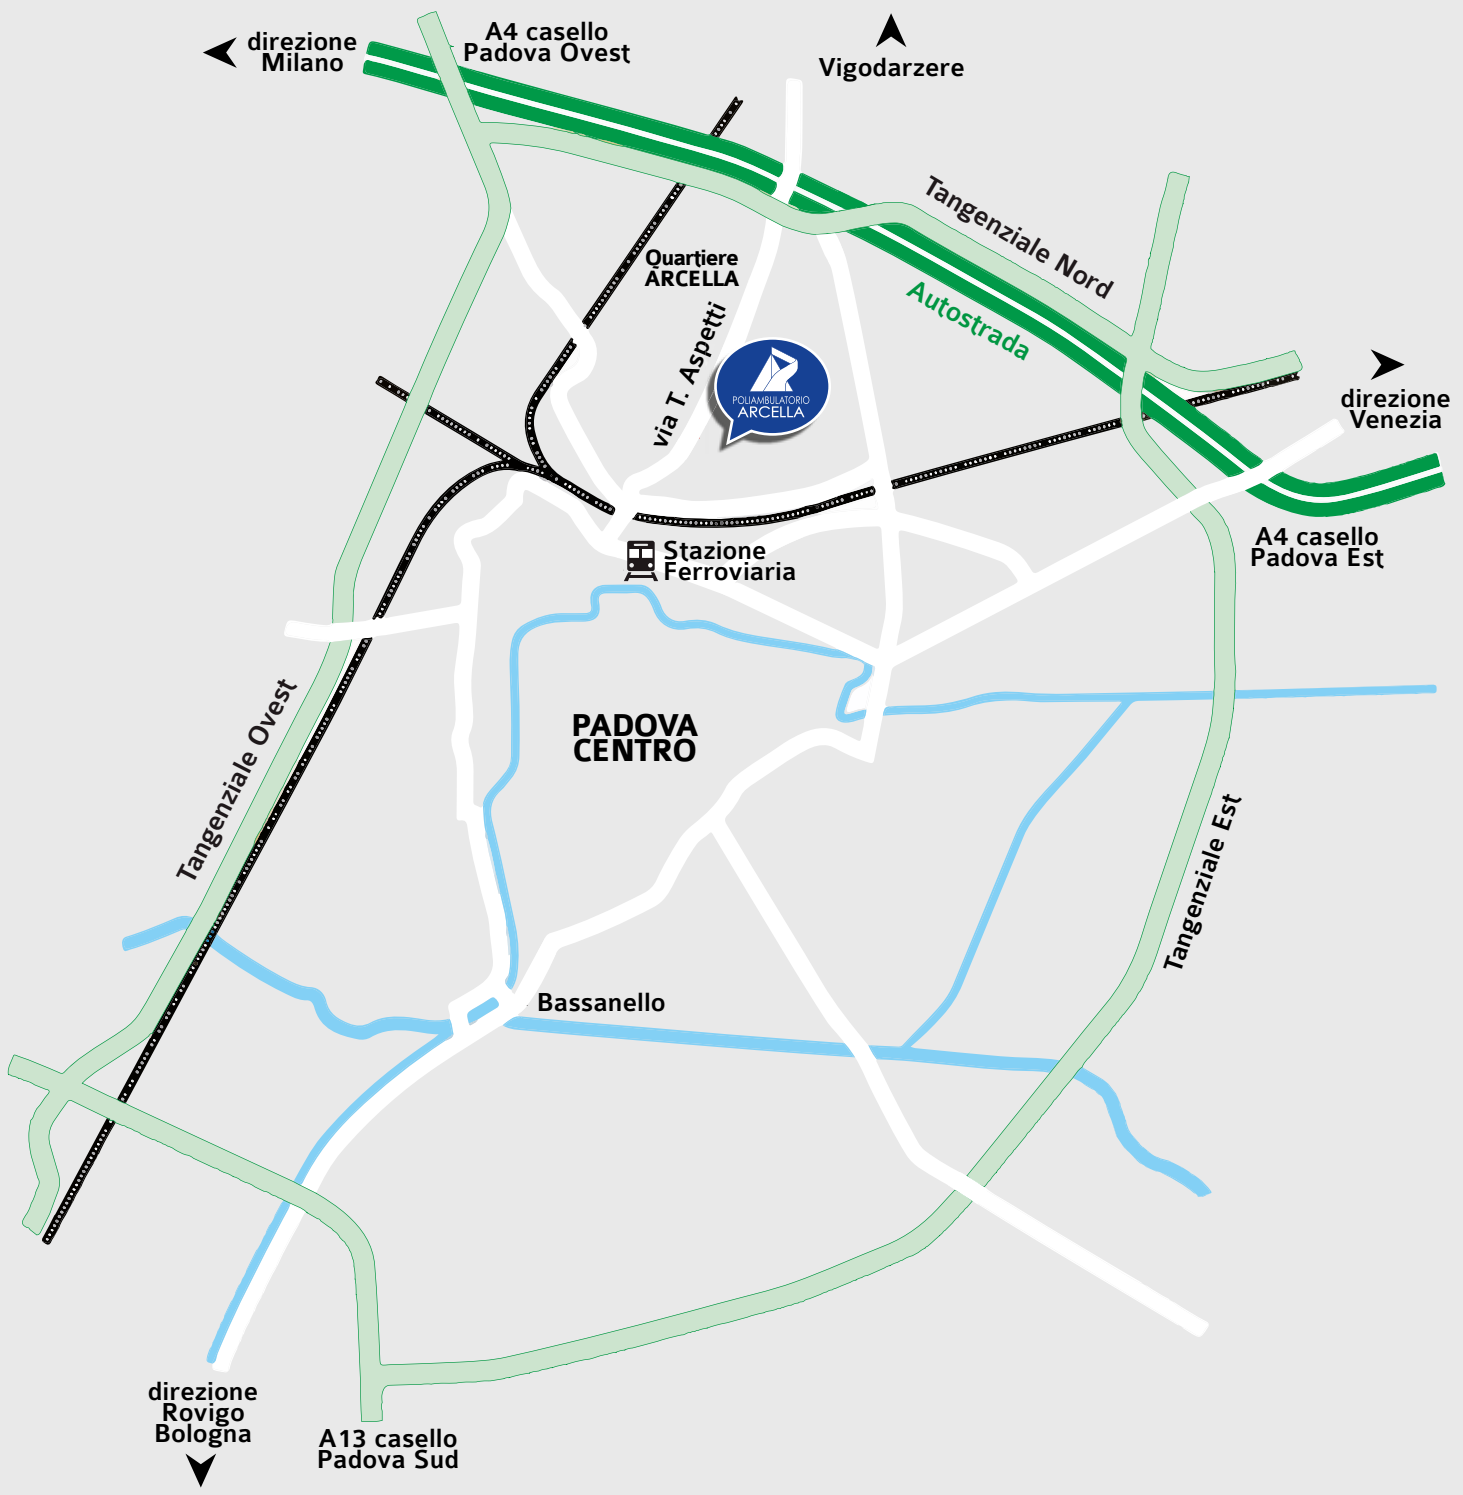 A4 casello
Padova Ovest
direzione
Milano
Vigodarzere
Tangenziale Nord
Quartiere
ARCELLA
Autostrada
via T. Aspetti
POLIAMBULATORIO
ARCELLA
direzione
Venezia
A4 casello
Padova Est
Stazione
Ferroviaria
Tangenziale Ovest
PADOVA
CENTRO
Tangenziale Est
Bassanello
direzione
Rovigo
Bologna
A13 casello
Padova Sud